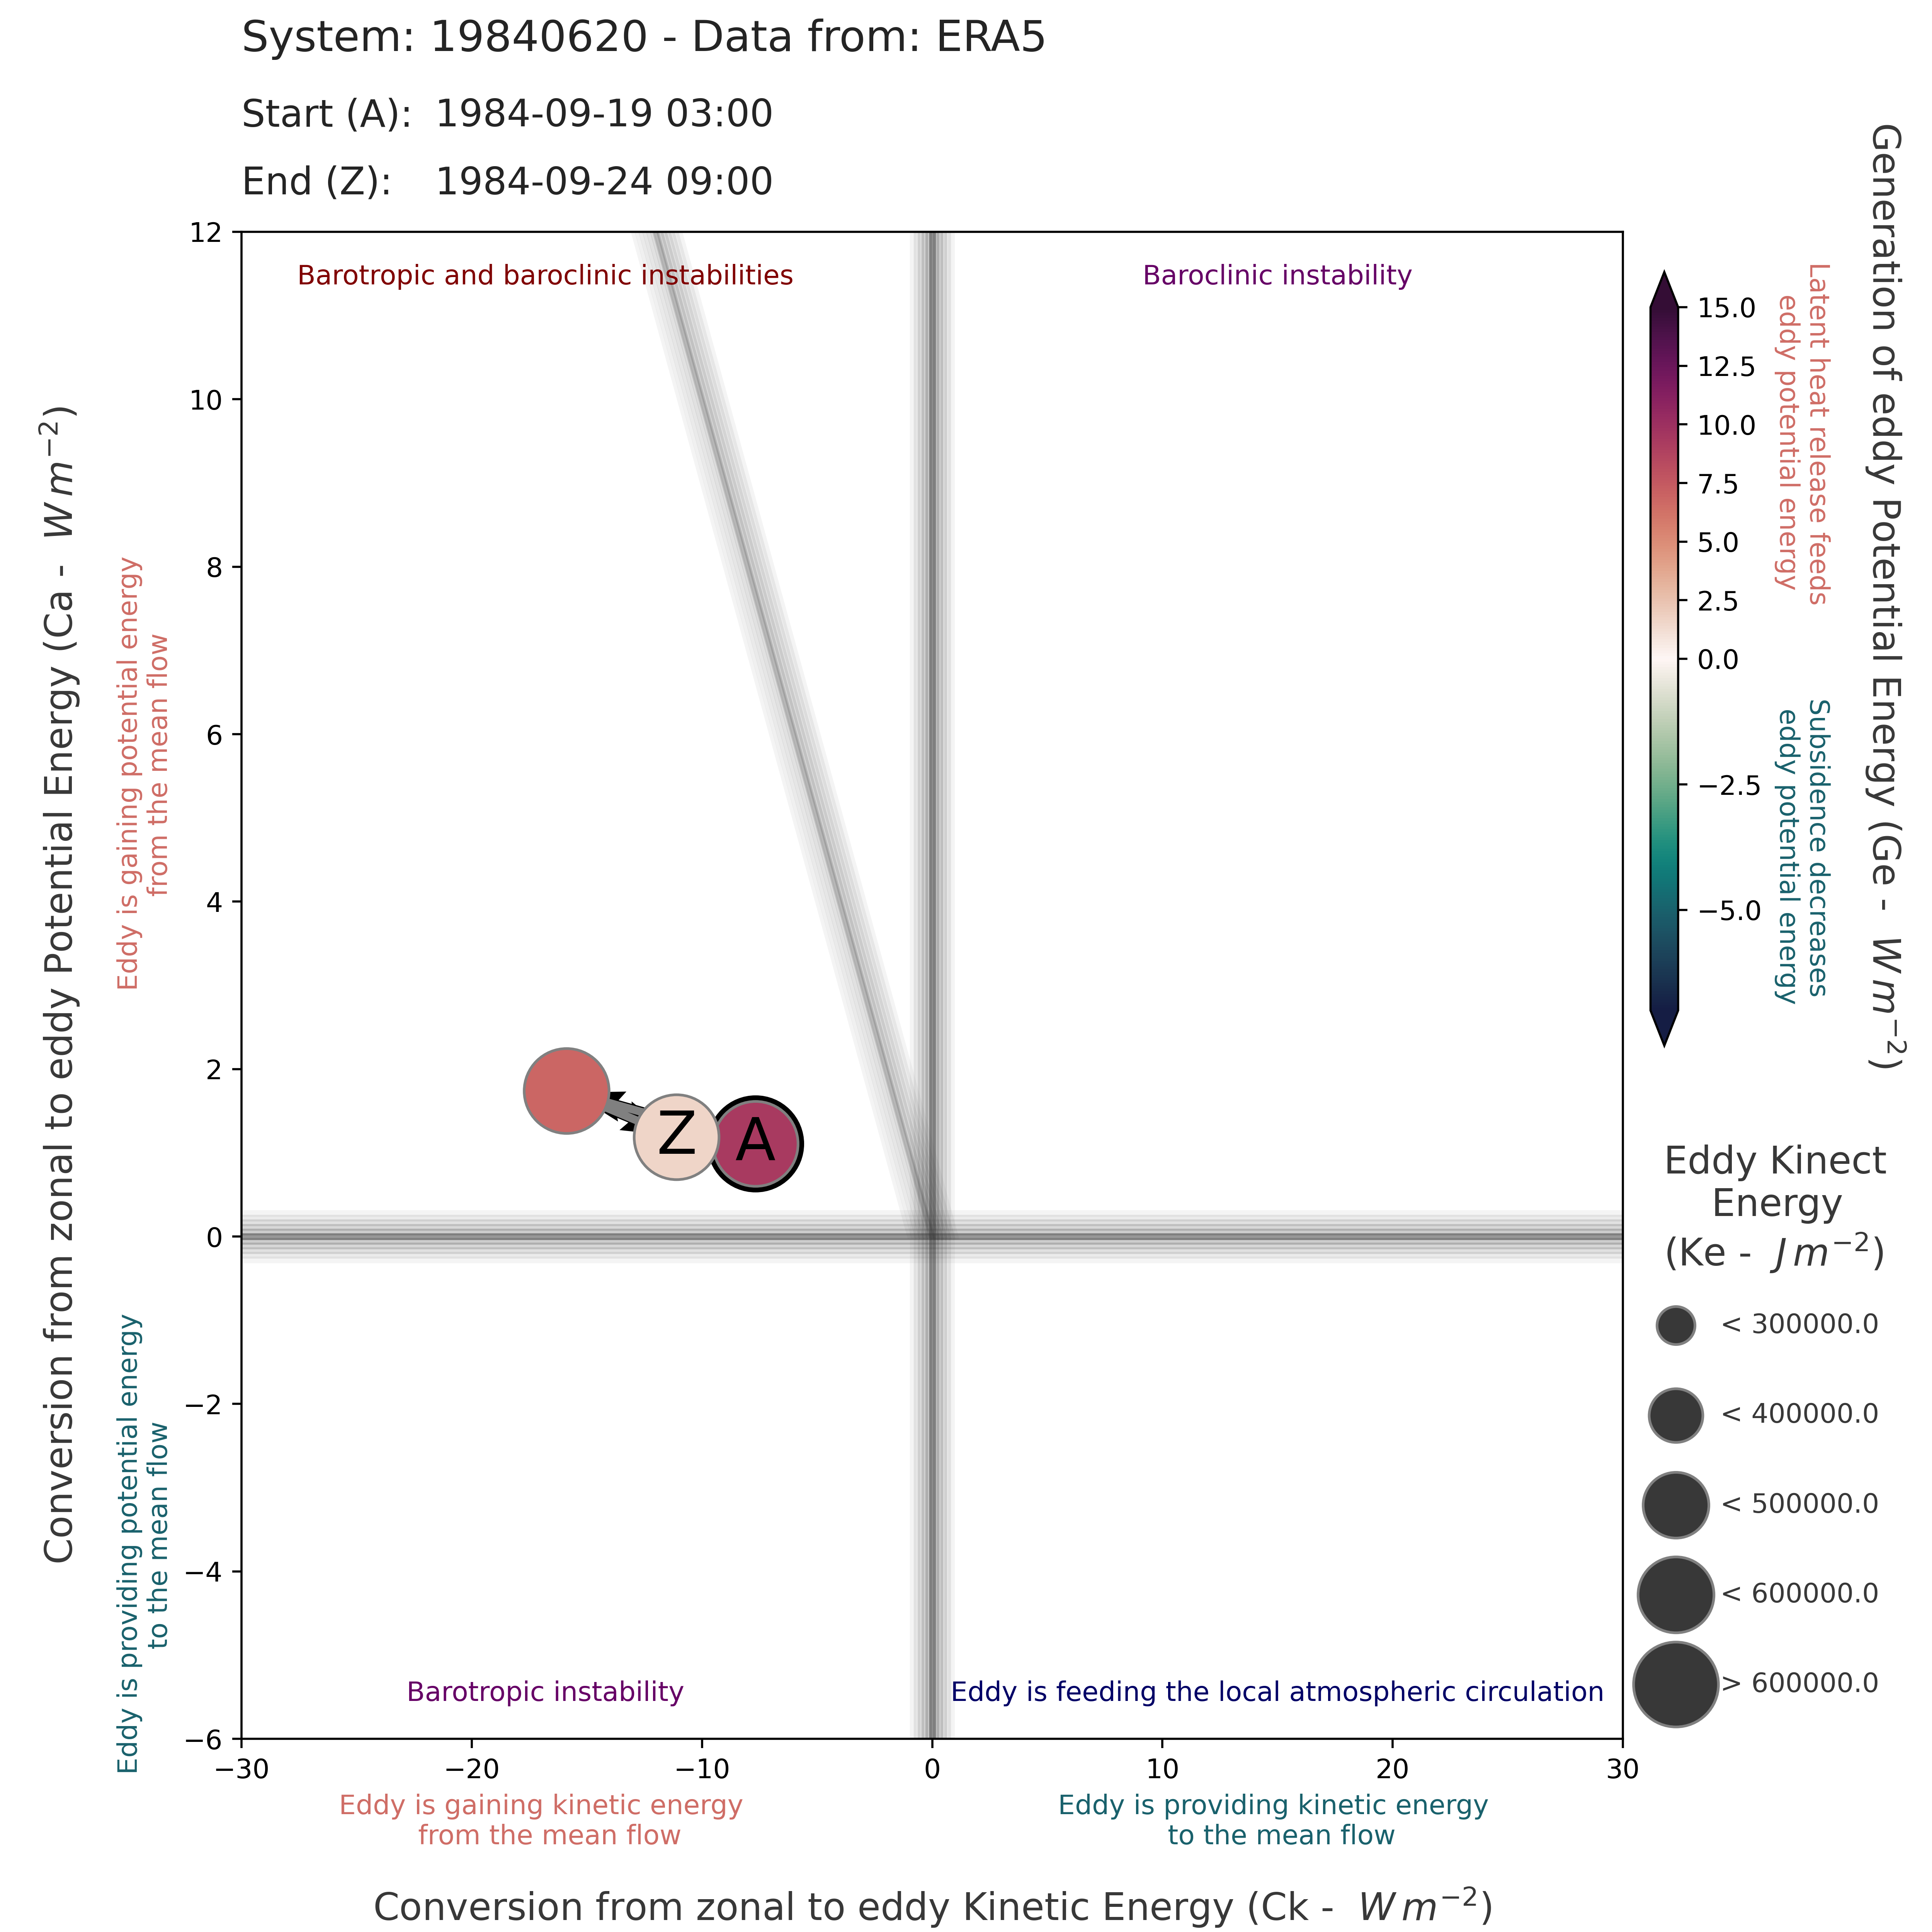 System: 19840620 - Data from: ERA5
Start (A): 1984-09-19 03:00
End (Z): 1984-09-24 09:00
Conversion from zonal to eddy Potential Energy (Ca - W m⁻²)
Eddy is gaining potential energy
from the mean flow
Eddy is providing potential energy
to the mean flow
12
10
8
6
4
2
0
−2
−4
−6
Barotropic and baroclinic instabilities
Baroclinic instability
Z
A
Barotropic instability
Eddy is feeding the local atmospheric circulation
−30
−20
−10
0
10
20
30
Eddy is gaining kinetic energy
from the mean flow
Eddy is providing kinetic energy
to the mean flow
Conversion from zonal to eddy Kinetic Energy (Ck - W m⁻²)
15.0
12.5
10.0
7.5
5.0
2.5
0.0
−2.5
−5.0
Latent heat release feeds
eddy potential energy
Subsidence decreases
eddy potential energy
Generation of eddy Potential Energy (Ge - W m⁻²)
Eddy Kinect
Energy
(Ke - J m⁻²)
< 300000.0
< 400000.0
< 500000.0
< 600000.0
> 600000.0